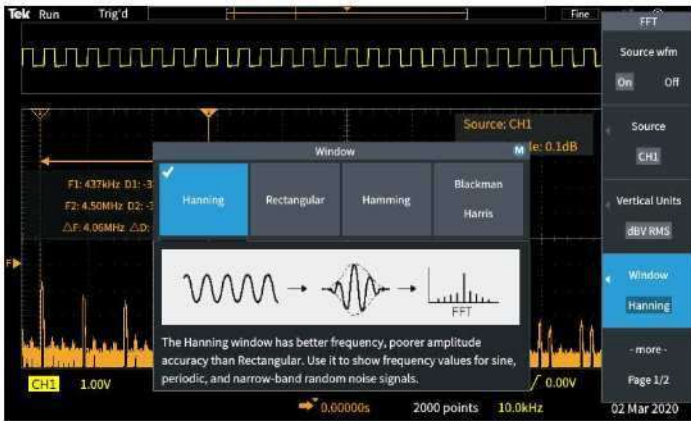 Tek Run Trig'd Fine
FFT
Source wfm
On Off
Source
CH1
Vertical Units
dBV RMS
Window
Hanning
- more -
Page 1/2
Source: CH1
le: 0.1dB
F1: 437kHz D1: -3
F2: 4.50MHz D2: -3
△F: 4.06MHz △D:
Window M
Hanning Rectangular Hamming Blackman
Harris
FFT
The Hanning window has better frequency, poorer amplitude
accuracy than Rectangular. Use it to show frequency values for sine,
periodic, and narrow-band random noise signals.
F
CH1 1.00V 0.00V
0.00000s 2000 points 10.0kHz 02 Mar 2020